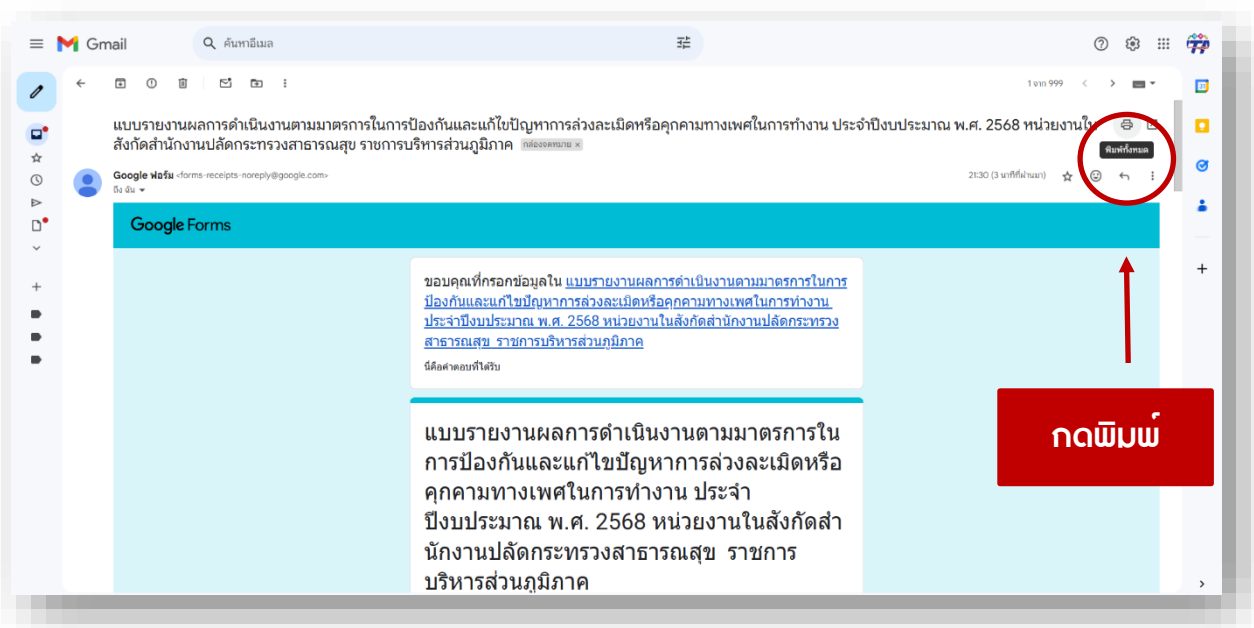 Gmail
ค้นหาอีเมล
1 จาก 999
แบบรายงานผลการดำเนินงานตามมาตรการในการป้องกันและแก้ไขปัญหาการล่วงละเมิดหรือคุกคามทางเพศในการทำงาน ประจำปีงบประมาณ พ.ศ. 2568 หน่วยงานใน
สังกัดสำนักงานปลัดกระทรวงสาธารณสุข ราชการบริหารส่วนภูมิภาค กล่องจดหมาย ×
พิมพ์ทั้งหมด
Google ฟอร์ม <forms-receipts-noreply@google.com>
21:30 (3 นาทีที่ผ่านมา)
ถึง ฉัน
Google Forms
ขอบคุณที่กรอกข้อมูลใน แบบรายงานผลการดำเนินงานตามมาตรการในการ
ป้องกันและแก้ไขปัญหาการล่วงละเมิดหรือคุกคามทางเพศในการทำงาน
ประจำปีงบประมาณ พ.ศ. 2568 หน่วยงานในสังกัดสำนักงานปลัดกระทรวง
สาธารณสุข ราชการบริหารส่วนภูมิภาค
นี่คือคำตอบที่ได้รับ
กดพิมพ์
แบบรายงานผลการดำเนินงานตามมาตรการใน
การป้องกันและแก้ไขปัญหาการล่วงละเมิดหรือ
คุกคามทางเพศในการทำงาน ประจำ
ปีงบประมาณ พ.ศ. 2568 หน่วยงานในสังกัดสำ
นักงานปลัดกระทรวงสาธารณสุข ราชการ
บริหารส่วนภูมิภาค